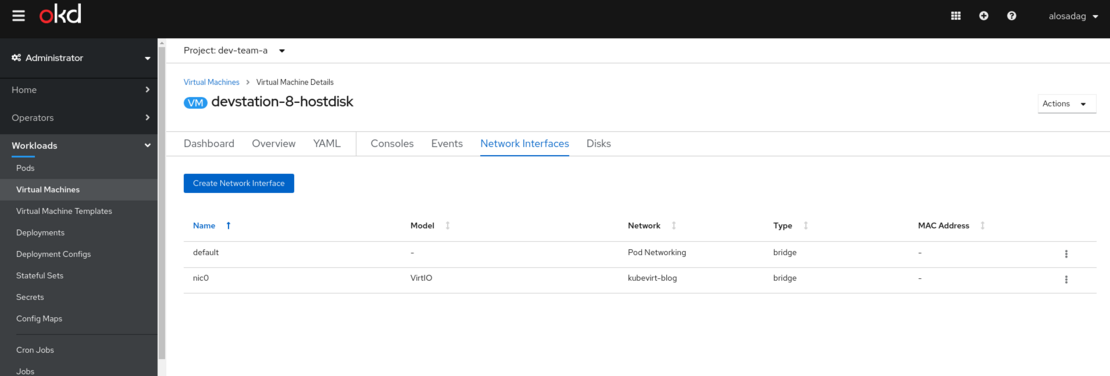 okd
alosadag
Administrator
Home
Operators
Workloads
Pods
Virtual Machines
Virtual Machine Templates
Deployments
Deployment Configs
Stateful Sets
Secrets
Config Maps
Cron Jobs
Jobs
Project: dev-team-a
Virtual Machines > Virtual Machine Details
VM devstation-8-hostdisk
Actions
Dashboard Overview YAML Consoles Events Network Interfaces Disks
Create Network Interface
Name Model Network Type MAC Address
default - Pod Networking bridge -
nic0 VirtIO kubevirt-blog bridge -